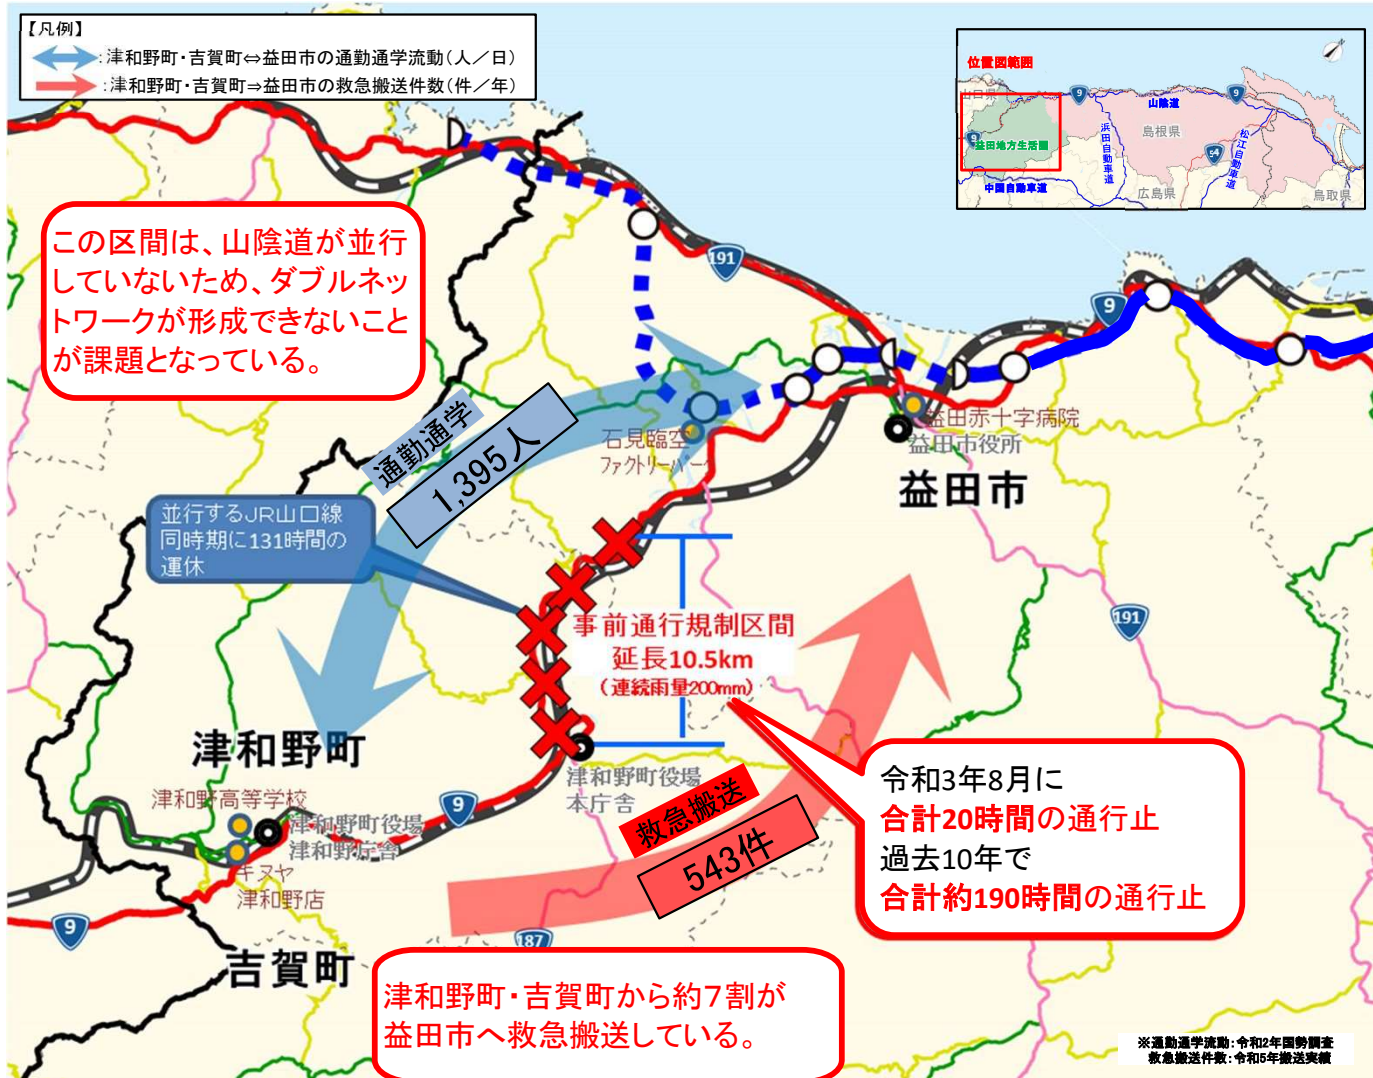 【凡例】
：津和野町・吉賀町⇔益田市の通勤通学流動（人／日）
：津和野町・吉賀町⇒益田市の救急搬送件数（件／年）
位置図範囲
山口県
9
山陰道
9
島根県
浜田自動車道
松江自動車道
54
9
益田地方生活圏
中国自動車道
広島県
鳥取県
この区間は、山陰道が並行
していないため、ダブルネッ
トワークが形成できないこと
が課題となっている。
191
9
通勤通学
1,395人
石見臨空
ファクトリーパーク
益田赤十字病院
益田市役所
益田市
並行するJR山口線
同時期に131時間の
運休
事前通行規制区間
延長10.5km
（連続雨量200mm）
191
津和野町
津和野町役場
本庁舎
津和野高等学校
津和野町役場
津和野庁舎
キヌヤ
津和野店
9
9
救急搬送
543件
令和3年8月に
合計20時間の通行止
過去10年で
合計約190時間の通行止
187
吉賀町
津和野町・吉賀町から約７割が
益田市へ救急搬送している。
※通勤通学流動：令和2年国勢調査
救急搬送件数：令和5年搬送実績